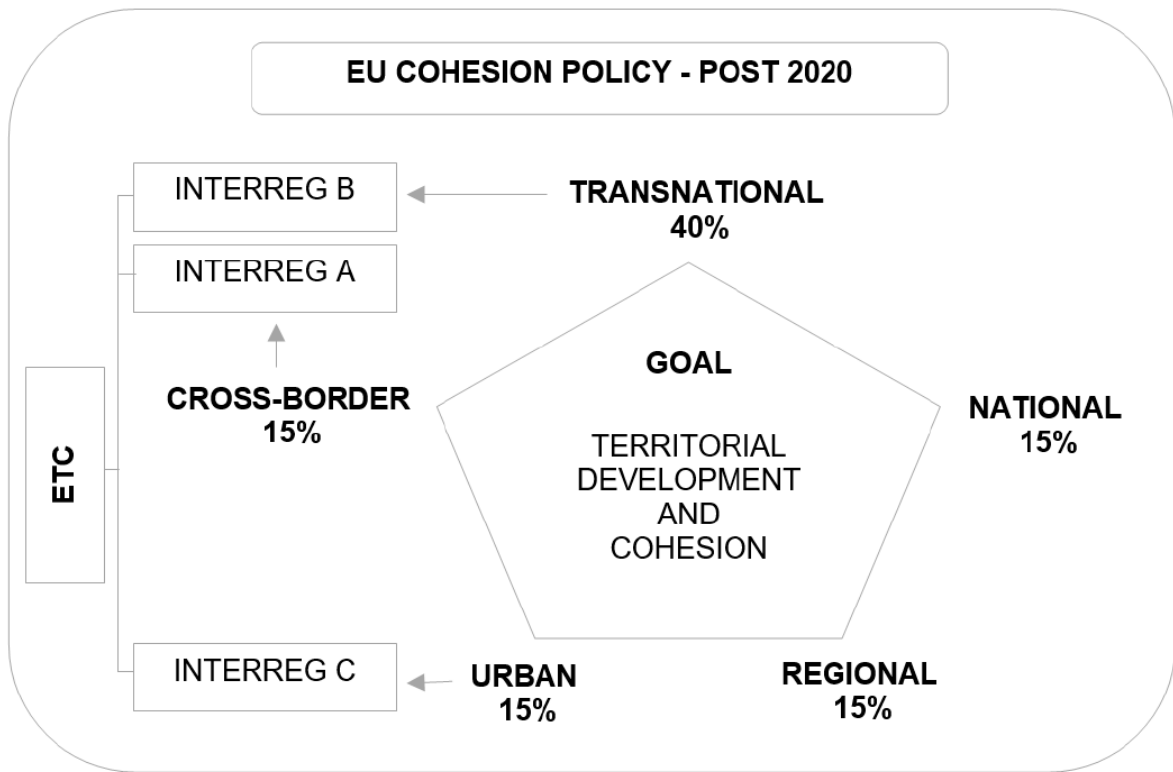 EU COHESION POLICY - POST 2020
INTERREG B
TRANSNATIONAL
40%
INTERREG A
GOAL
CROSS-BORDER
15%
NATIONAL
15%
TERRITORIAL
DEVELOPMENT
AND
COHESION
ETC
INTERREG C
URBAN
15%
REGIONAL
15%